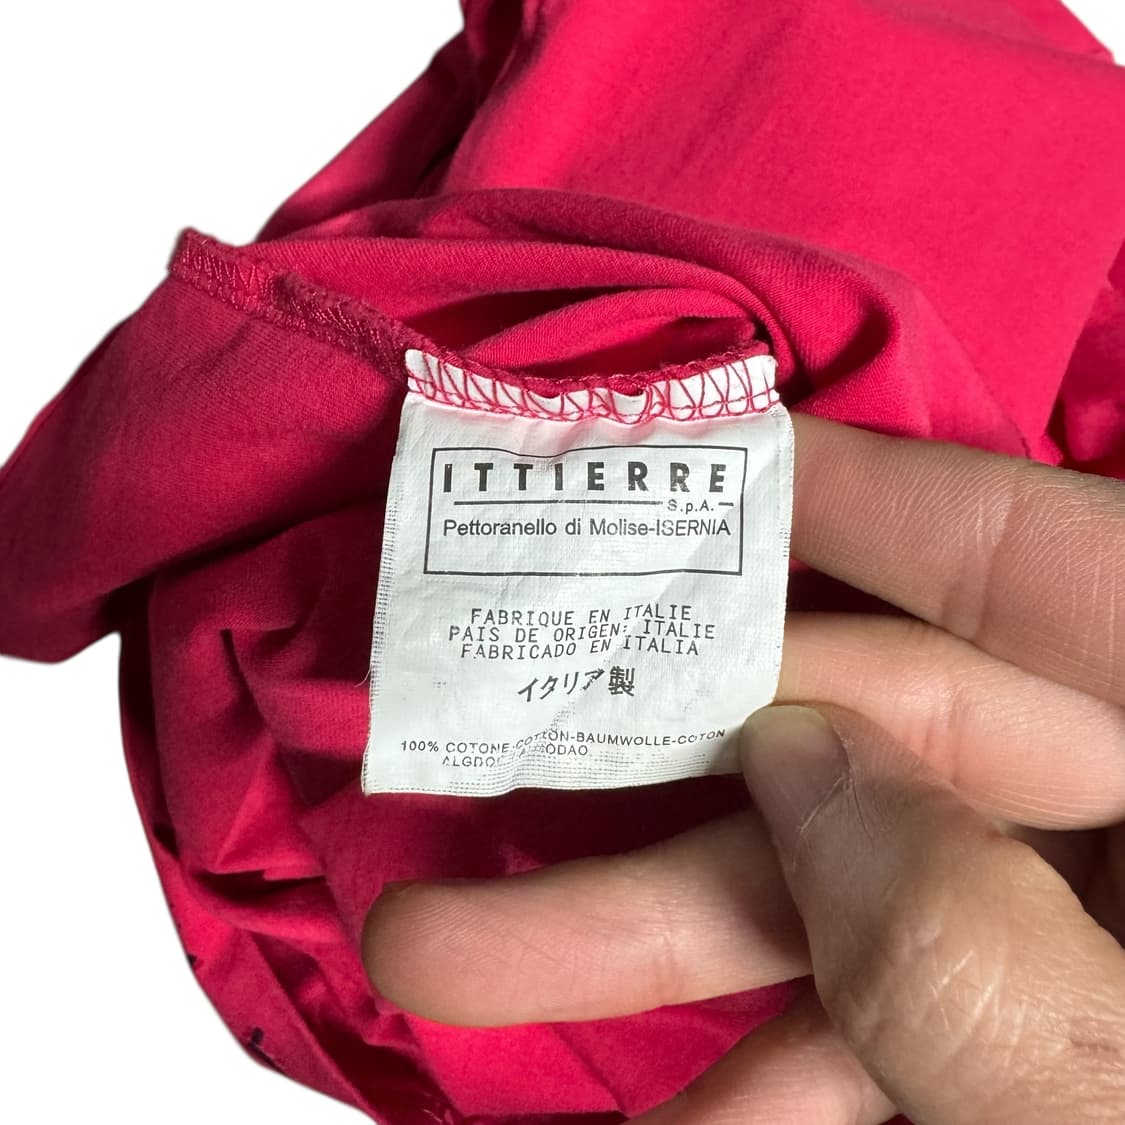 ITTIERRE
S.p.A.
Pettoranello di Molise-ISERNIA
FABRIQUE EN ITALIE
PAIS DE ORIGEN: ITALIE
FABRICADO EN ITALIA
イタリア製
100% COTONE-COTTON-BAUMWOLLE-COTON